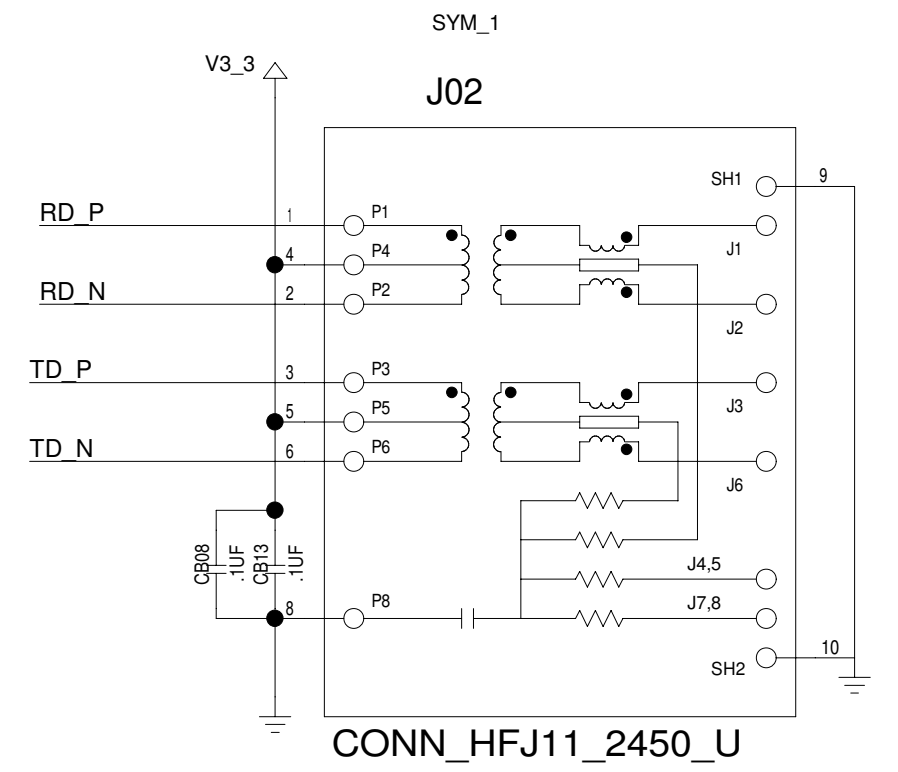 SYM_1
V3_3
J02
SH1
9
RD_P
1
P1
J1
4
P4
RD_N
2
P2
J2
TD_P
3
P3
J3
5
P5
TD_N
6
P6
J6
CB08
.1UF
CB13
.1UF
J4,5
J7,8
8
P8
10
SH2
CONN_HFJ11_2450_U